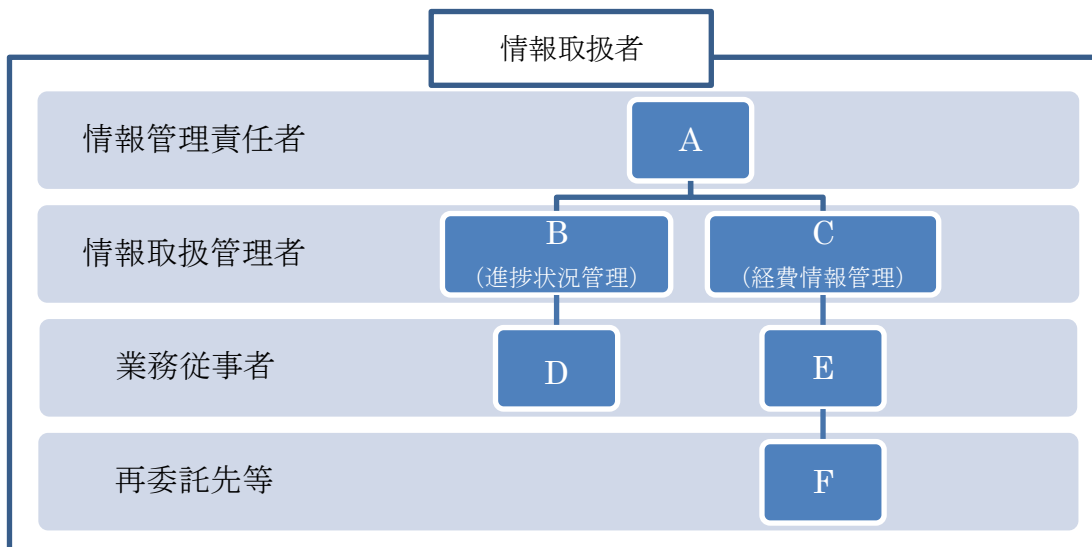 情報取扱者
情報管理責任者
A
情報取扱管理者
B
（進捗状況管理）
C
（経費情報管理）
業務従事者
D
E
再委託先等
F